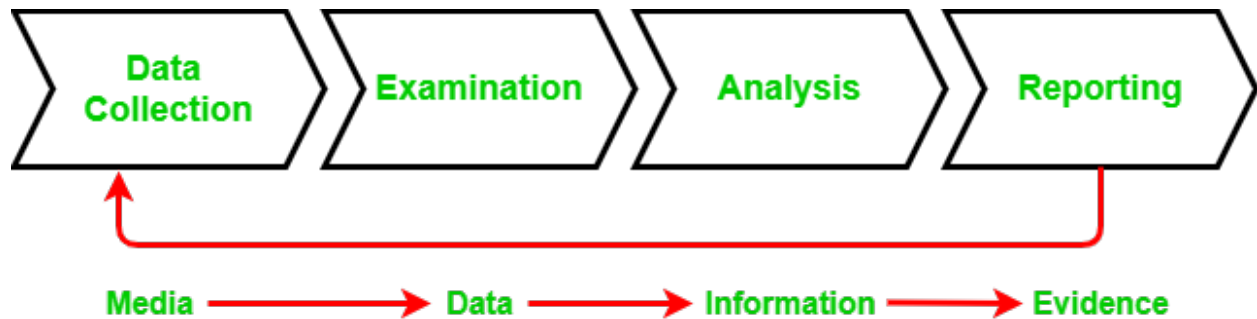 Data
Collection
Examination
Analysis
Reporting
Media
Data
Information
Evidence